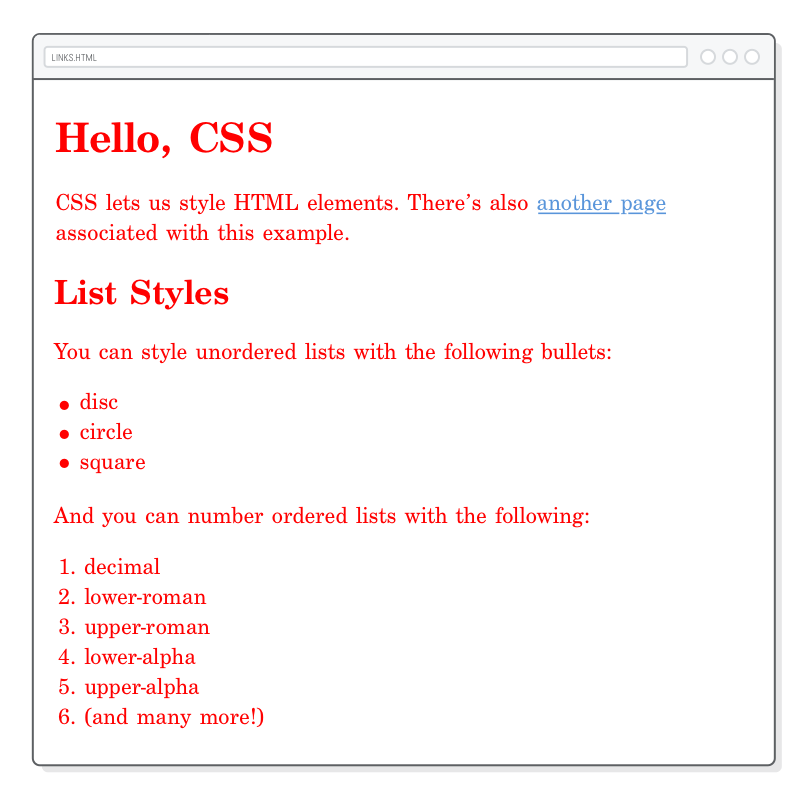 LINKS.HTML
Hello, CSS
CSS lets us style HTML elements. There’s also another page
associated with this example.
List Styles
You can style unordered lists with the following bullets:
• disc
• circle
• square
And you can number ordered lists with the following:
1. decimal
2. lower-roman
3. upper-roman
4. lower-alpha
5. upper-alpha
6. (and many more!)